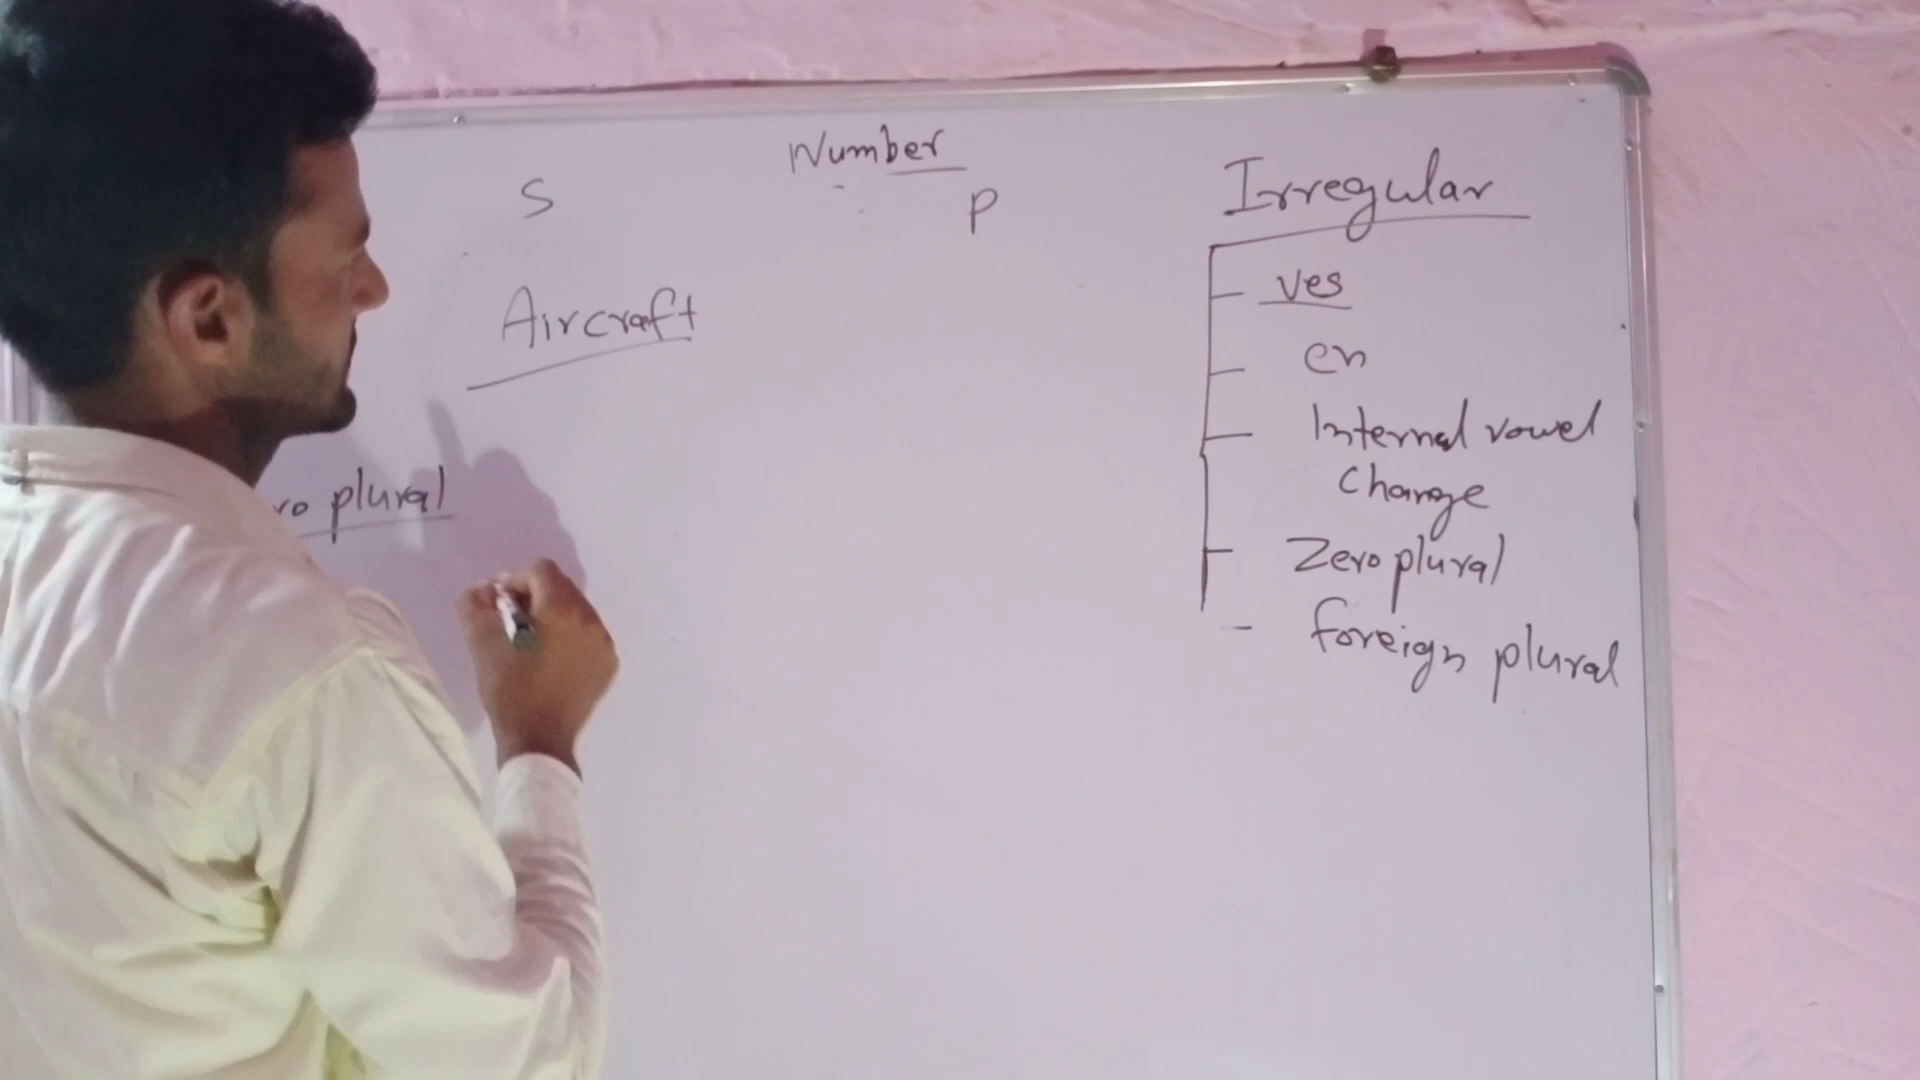 Number
S P
Aircraft
ro plural
Irregular
ves
en
Internal vowel
Change
Zero plural
foreign plural